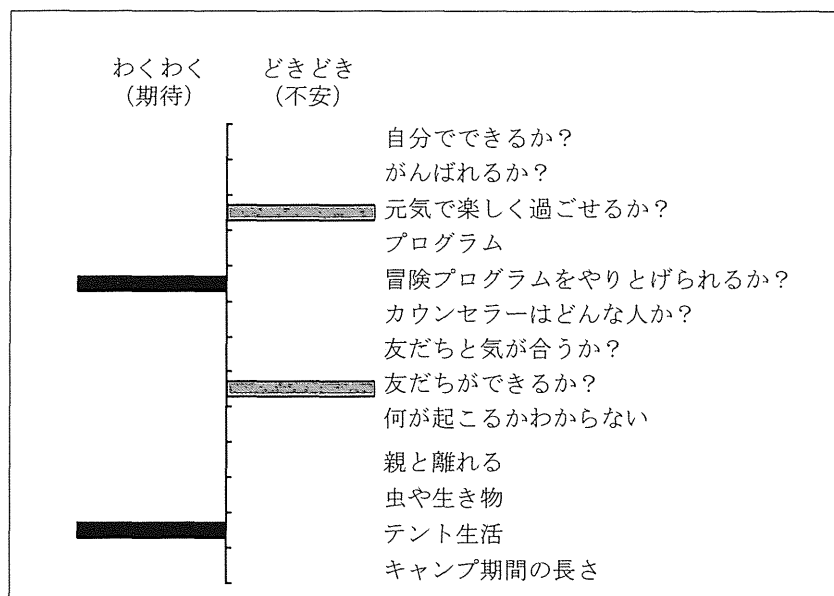 わくわく どきどき
（期待） （不安）
自分でできるか？
がんばれるか？
元気で楽しく過ごせるか？
プログラム
冒険プログラムをやりとげられるか？
カウンセラーはどんな人か？
友だちと気が合うか？
友だちができるか？
何が起こるかわからない
親と離れる
虫や生き物
テント生活
キャンプ期間の長さ